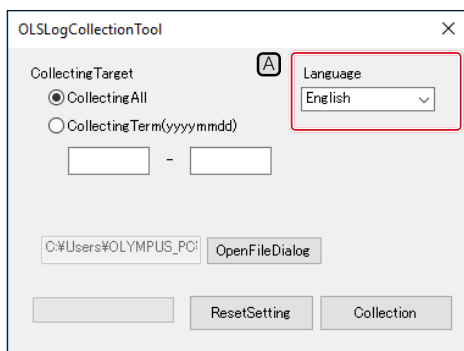 OLSLogCollectionTool
CollectingTarget
A
Language
CollectingAll
English
CollectingTerm(yyyymmdd)
-
C:¥Users¥OLYMPUS_PC¥
OpenFileDialog
ResetSetting
Collection